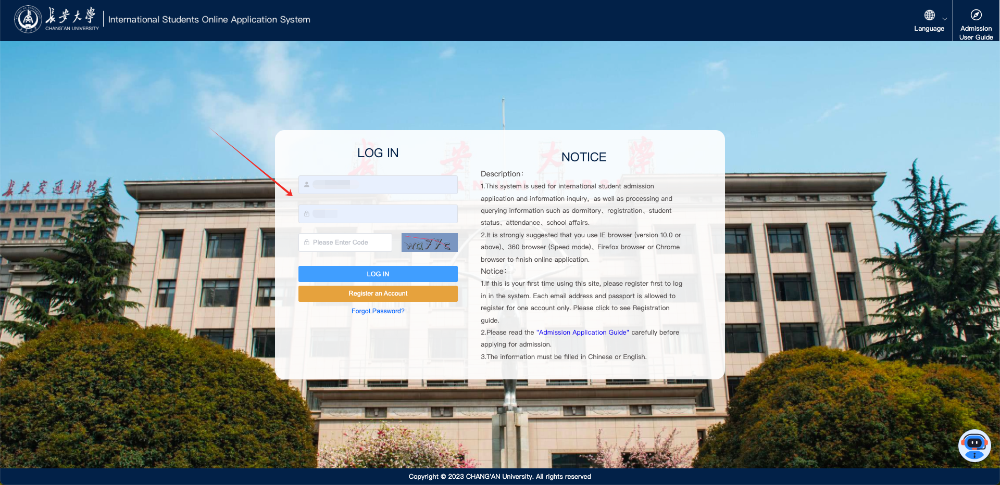 长安大学
CHANG'AN UNIVERSITY
International Students Online Application System
Language
Admission
User Guide
长大交通科技
LOG IN
Please Enter Code
wa77c
LOG IN
Register an Account
Forgot Password?
NOTICE
Description：
1.This system is used for international student admission
application and information inquiry，as well as processing and
querying information such as dormitory、registration、student
status、attendance、school affairs.
2.It is strongly suggested that you use IE browser (version 10.0 or
above)、360 browser (Speed mode)、Firefox browser or Chrome
browser to finish online application.
Notice：
1.If this is your first time using this site, please register first to log
in in the system. Each email address and passport is allowed to
register for one account only. Please click to see Registration
guide.
2.Please read the "Admission Application Guide" carefully before
applying for admission.
3.The information must be filled in Chinese or English.
Copyright © 2023 CHANG'AN University. All rights reserved